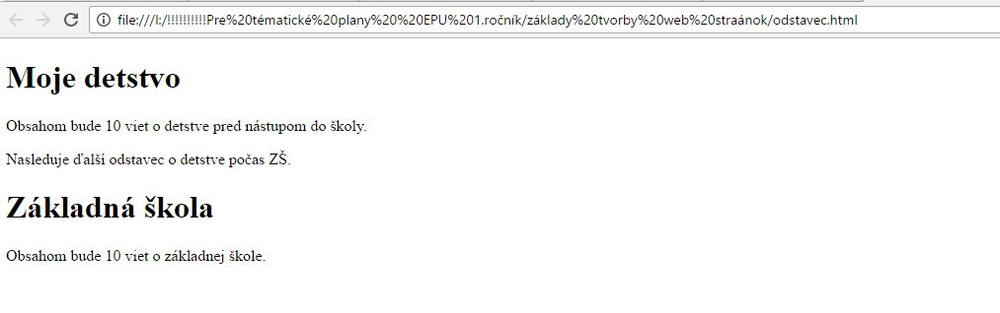 file:///I:/!!!!!!!!!!!Pre%20tématické%20plany%20%20EPU%201.ročník/základy%20tvorby%20web%20straánok/odstavec.html
Moje detstvo
Obsahom bude 10 viet o detstve pred nástupom do školy.
Nasleduje ďalší odstavec o detstve počas ZŠ.
Základná škola
Obsahom bude 10 viet o základnej škole.